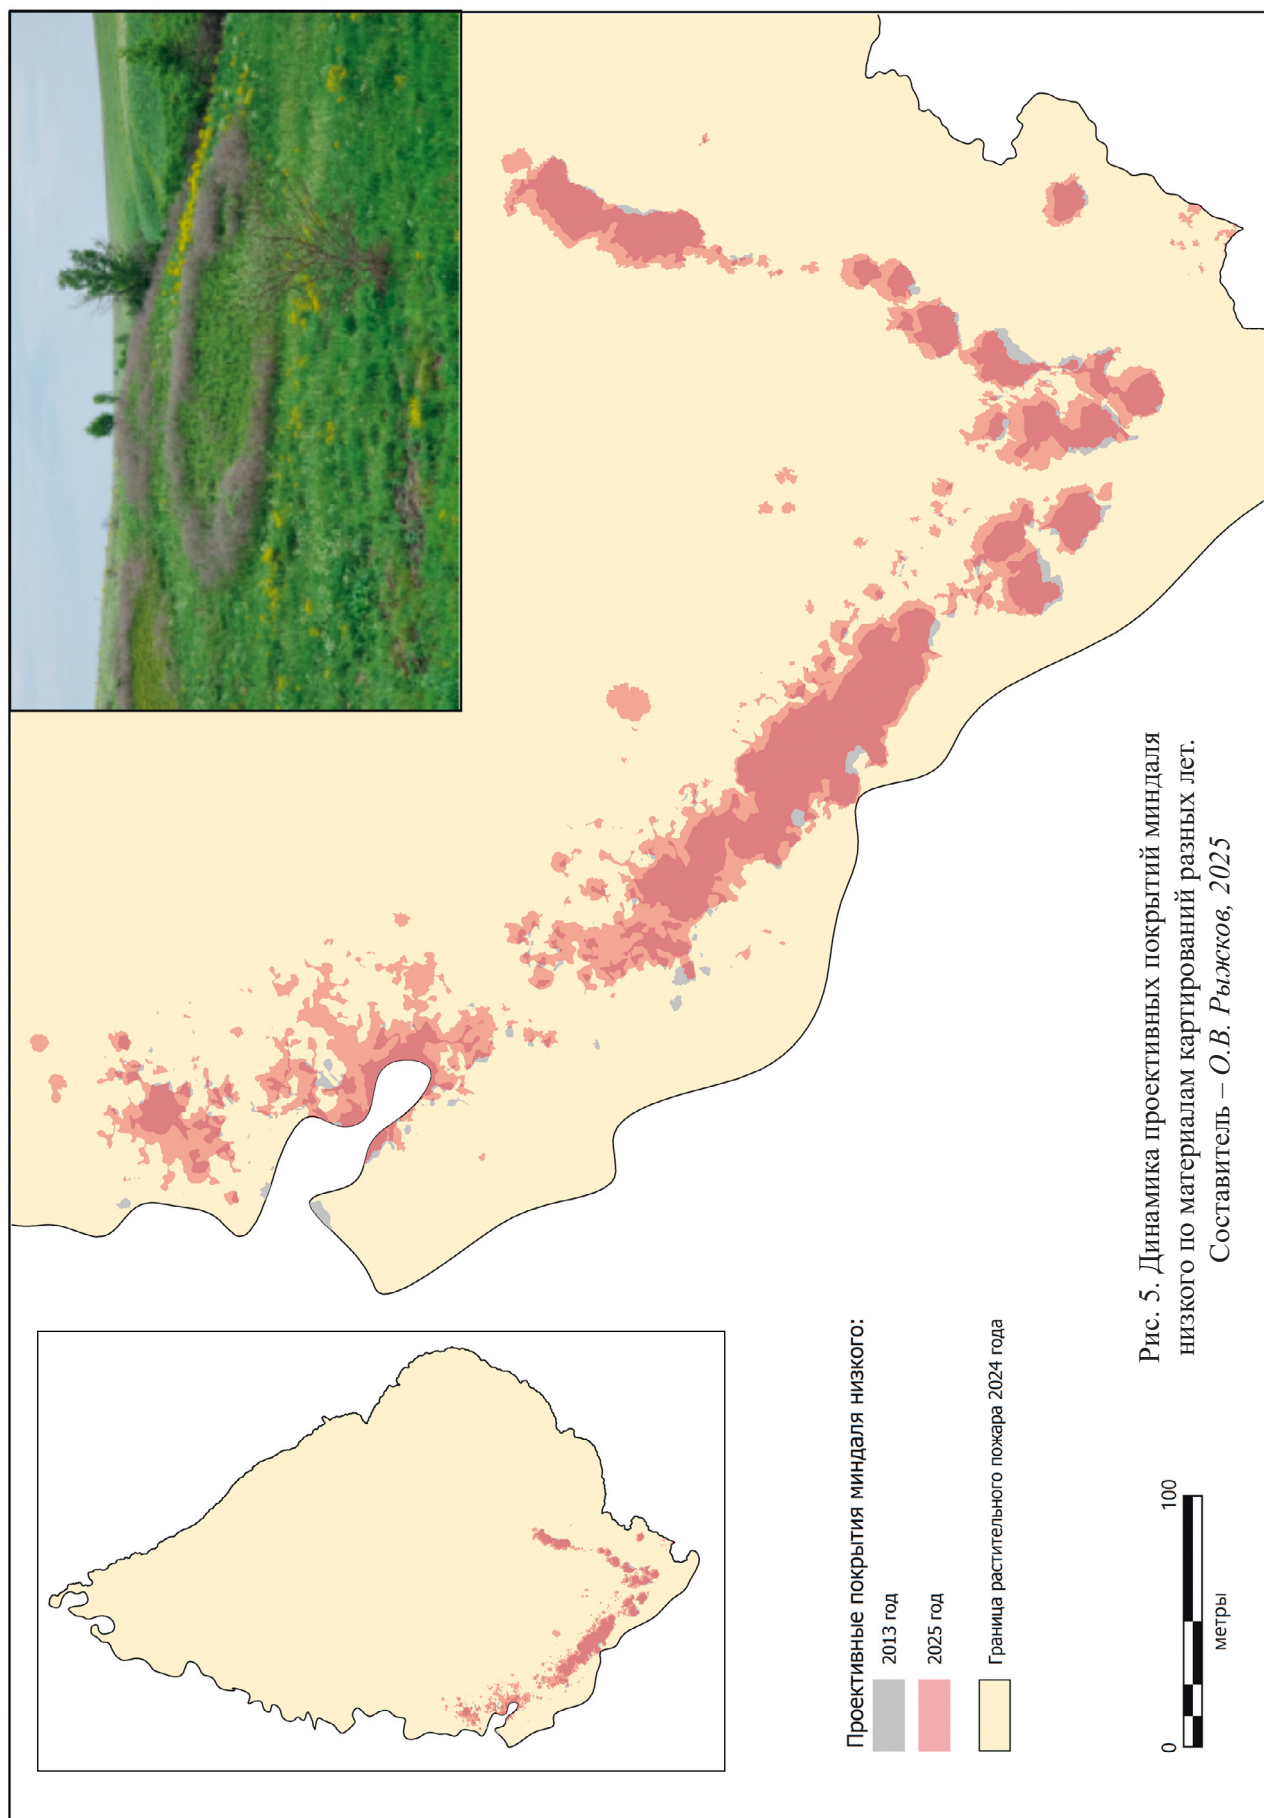 Проективные покрытия миндаля низкого:
2013 год
2025 год
Граница растительного пожара 2024 года
0
100
метры
Рис. 5. Динамика проективных покрытий миндаля
низкого по материалам картирований разных лет.
Составитель – О.В. Рыжков, 2025